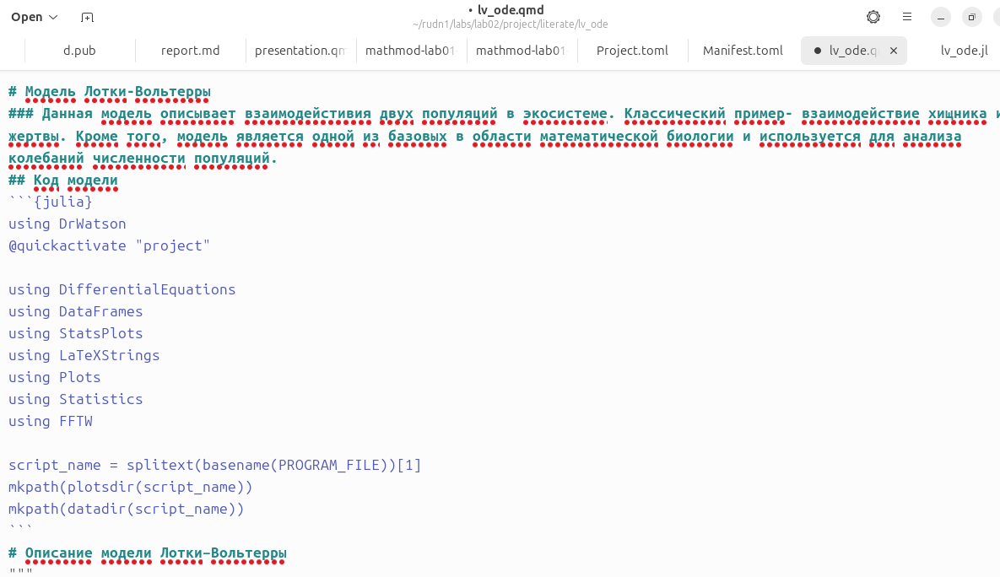 Open
• lv_ode.qmd
~/rudn1/labs/lab02/project/literate/lv_ode
d.pub
report.md
presentation.qm
mathmod-lab01
mathmod-lab01
Project.toml
Manifest.toml
lv_ode.q
lv_ode.jl
# Модель Лотки-Вольтерры
### Данная модель описывает взаимодейстивия двух популяций в экосистеме. Классический пример- взаимодействие хищника и
жертвы. Кроме того, модель является одной из базовых в области математической биологии и используется для анализа
колебаний численности популяций.
## Код модели
```{julia}
using DrWatson
@quickactivate "project"
using DifferentialEquations
using DataFrames
using StatsPlots
using LaTeXStrings
using Plots
using Statistics
using FFTW
script_name = splitext(basename(PROGRAM_FILE))[1]
mkpath(plotsdir(script_name))
mkpath(datadir(script_name))
```
# Описание модели Лотки-Вольтерры
"""